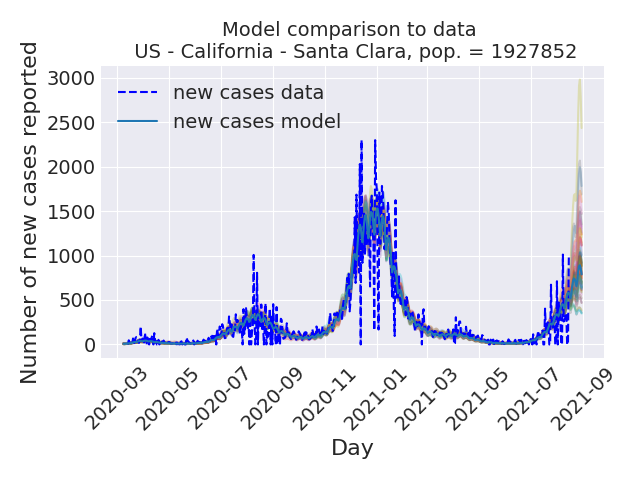 Model comparison to data
US - California - Santa Clara, pop. = 1927852
Number of new cases reported
3000
2500
2000
1500
1000
500
0
new cases data
new cases model
2020-03
2020-05
2020-07
2020-09
2020-11
2021-01
2021-03
2021-05
2021-07
2021-09
Day